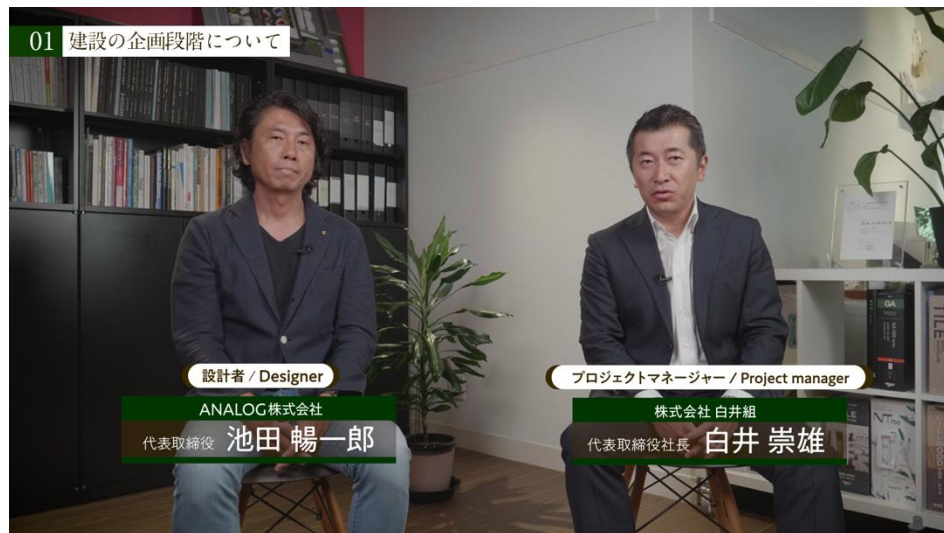 01 建設の企画段階について
設計者 / Designer
ANALOG株式会社
代表取締役 池田 暢一郎
プロジェクトマネージャー / Project manager
株式会社 白井組
代表取締役社長 白井 崇雄
GA
TILE
NT700